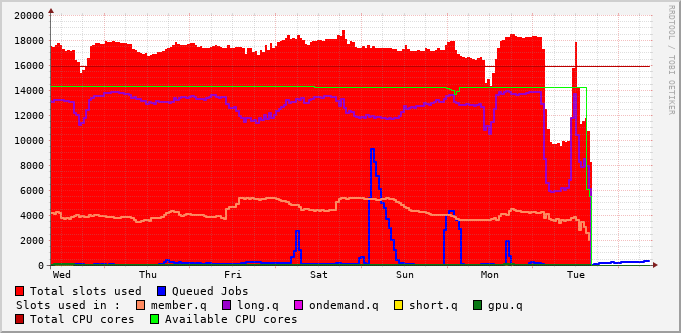 20000
18000
16000
14000
12000
10000
8000
6000
4000
2000
0
Wed Thu Fri Sat Sun Mon Tue
RRDTOOL / TOBI OETIKER
Total slots used Queued Jobs
Slots used in : member.q long.q ondemand.q short.q gpu.q
Total CPU cores Available CPU cores